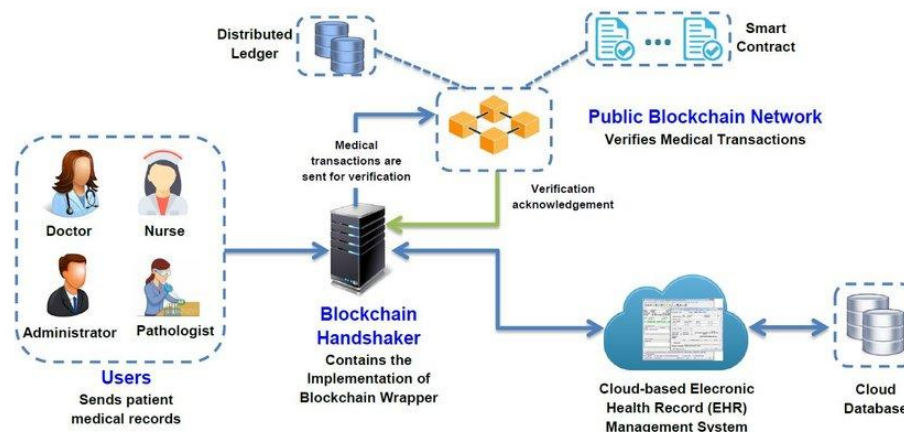 Distributed
Ledger
Smart
Contract
Public Blockchain Network
Verifies Medical Transactions
Medical
transactions are
sent for verification
Verification
acknowledgement
Doctor
Nurse
Administrator
Pathologist
Users
Sends patient
medical records
Blockchain
Handshaker
Contains the
Implementation of
Blockchain Wrapper
Cloud-based Elecronic
Health Record (EHR)
Management System
Cloud
Database